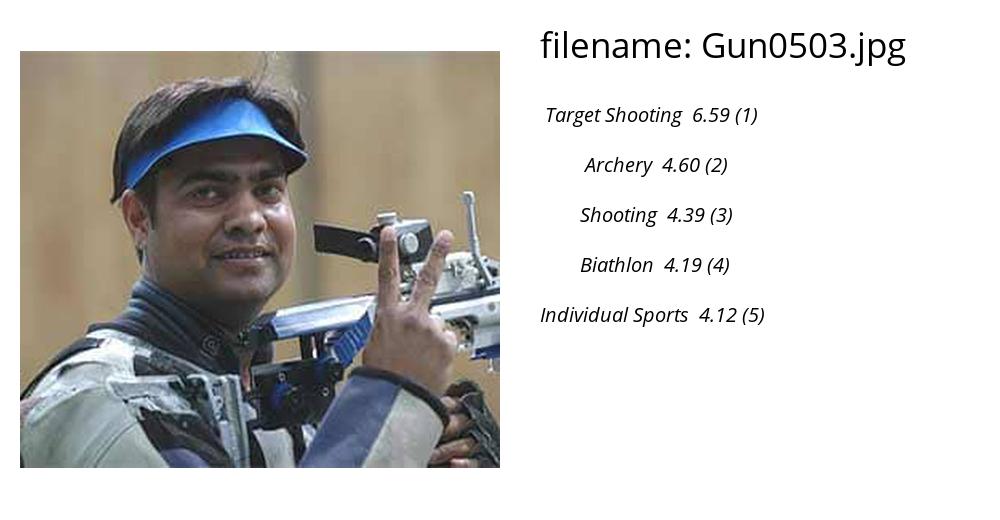 filename: Gun0503.jpg
Target Shooting 6.59 (1)
Archery 4.60 (2)
Shooting 4.39 (3)
Biathlon 4.19 (4)
Individual Sports 4.12 (5)